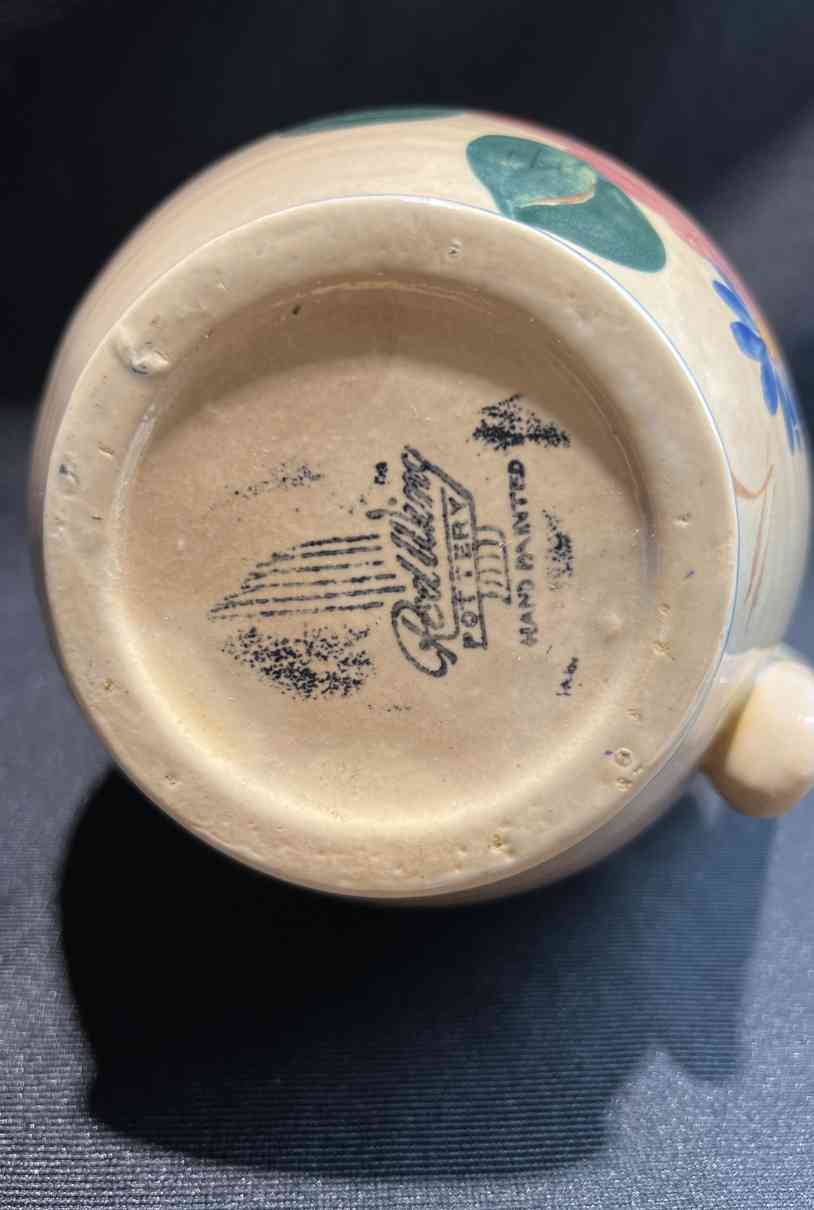 Red Wing
POTTERY
HAND PAINTED